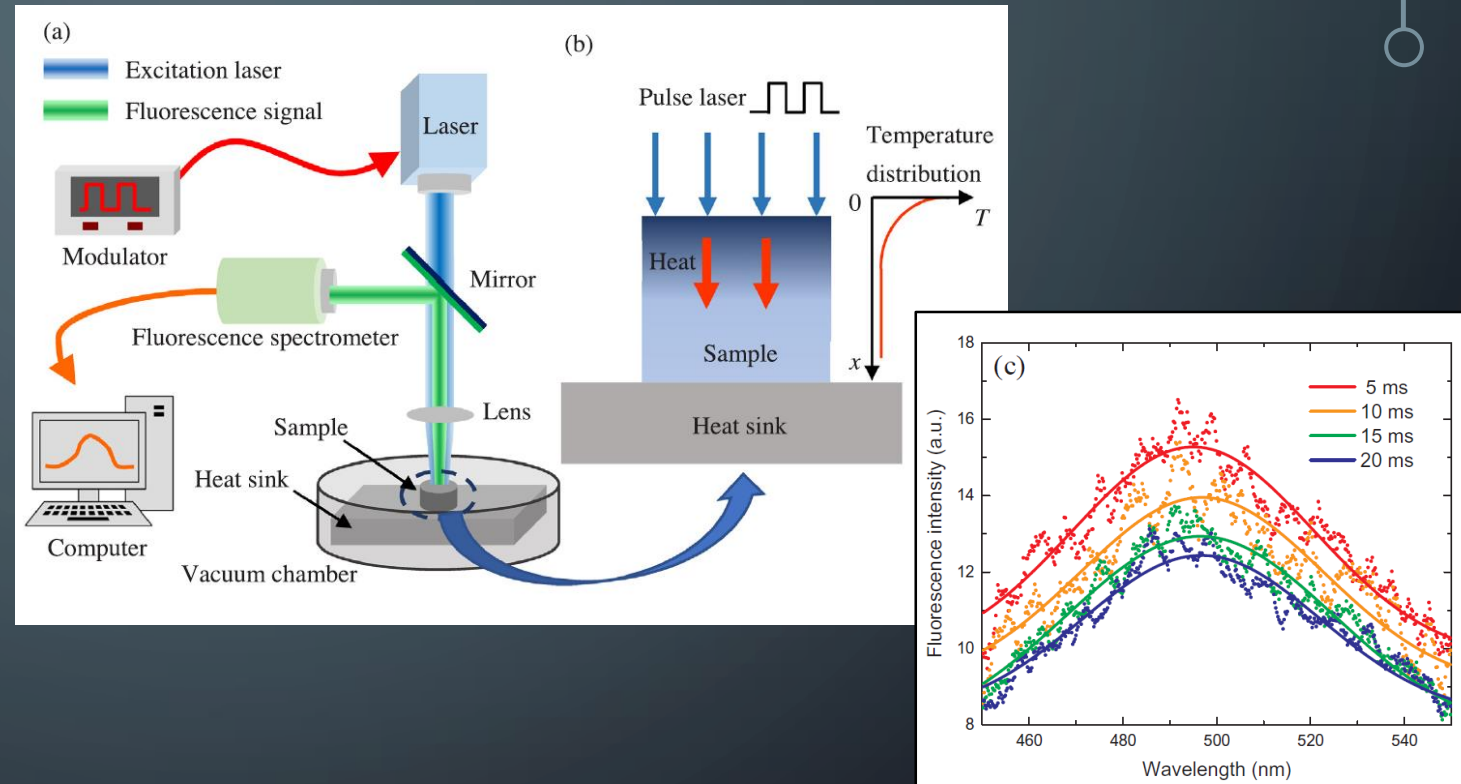 (a)
Excitation laser
Fluorescence signal
Laser
Modulator
Mirror
Fluorescence spectrometer
Lens
Sample
Heat sink
Computer
Vacuum chamber
(b)
Pulse laser
Temperature
distribution
0
T
Heat
Sample
x
Heat sink
(c)
5 ms
10 ms
15 ms
20 ms
Fluorescence intensity (a.u.)
18
16
14
12
10
8
460
480
500
520
540
Wavelength (nm)